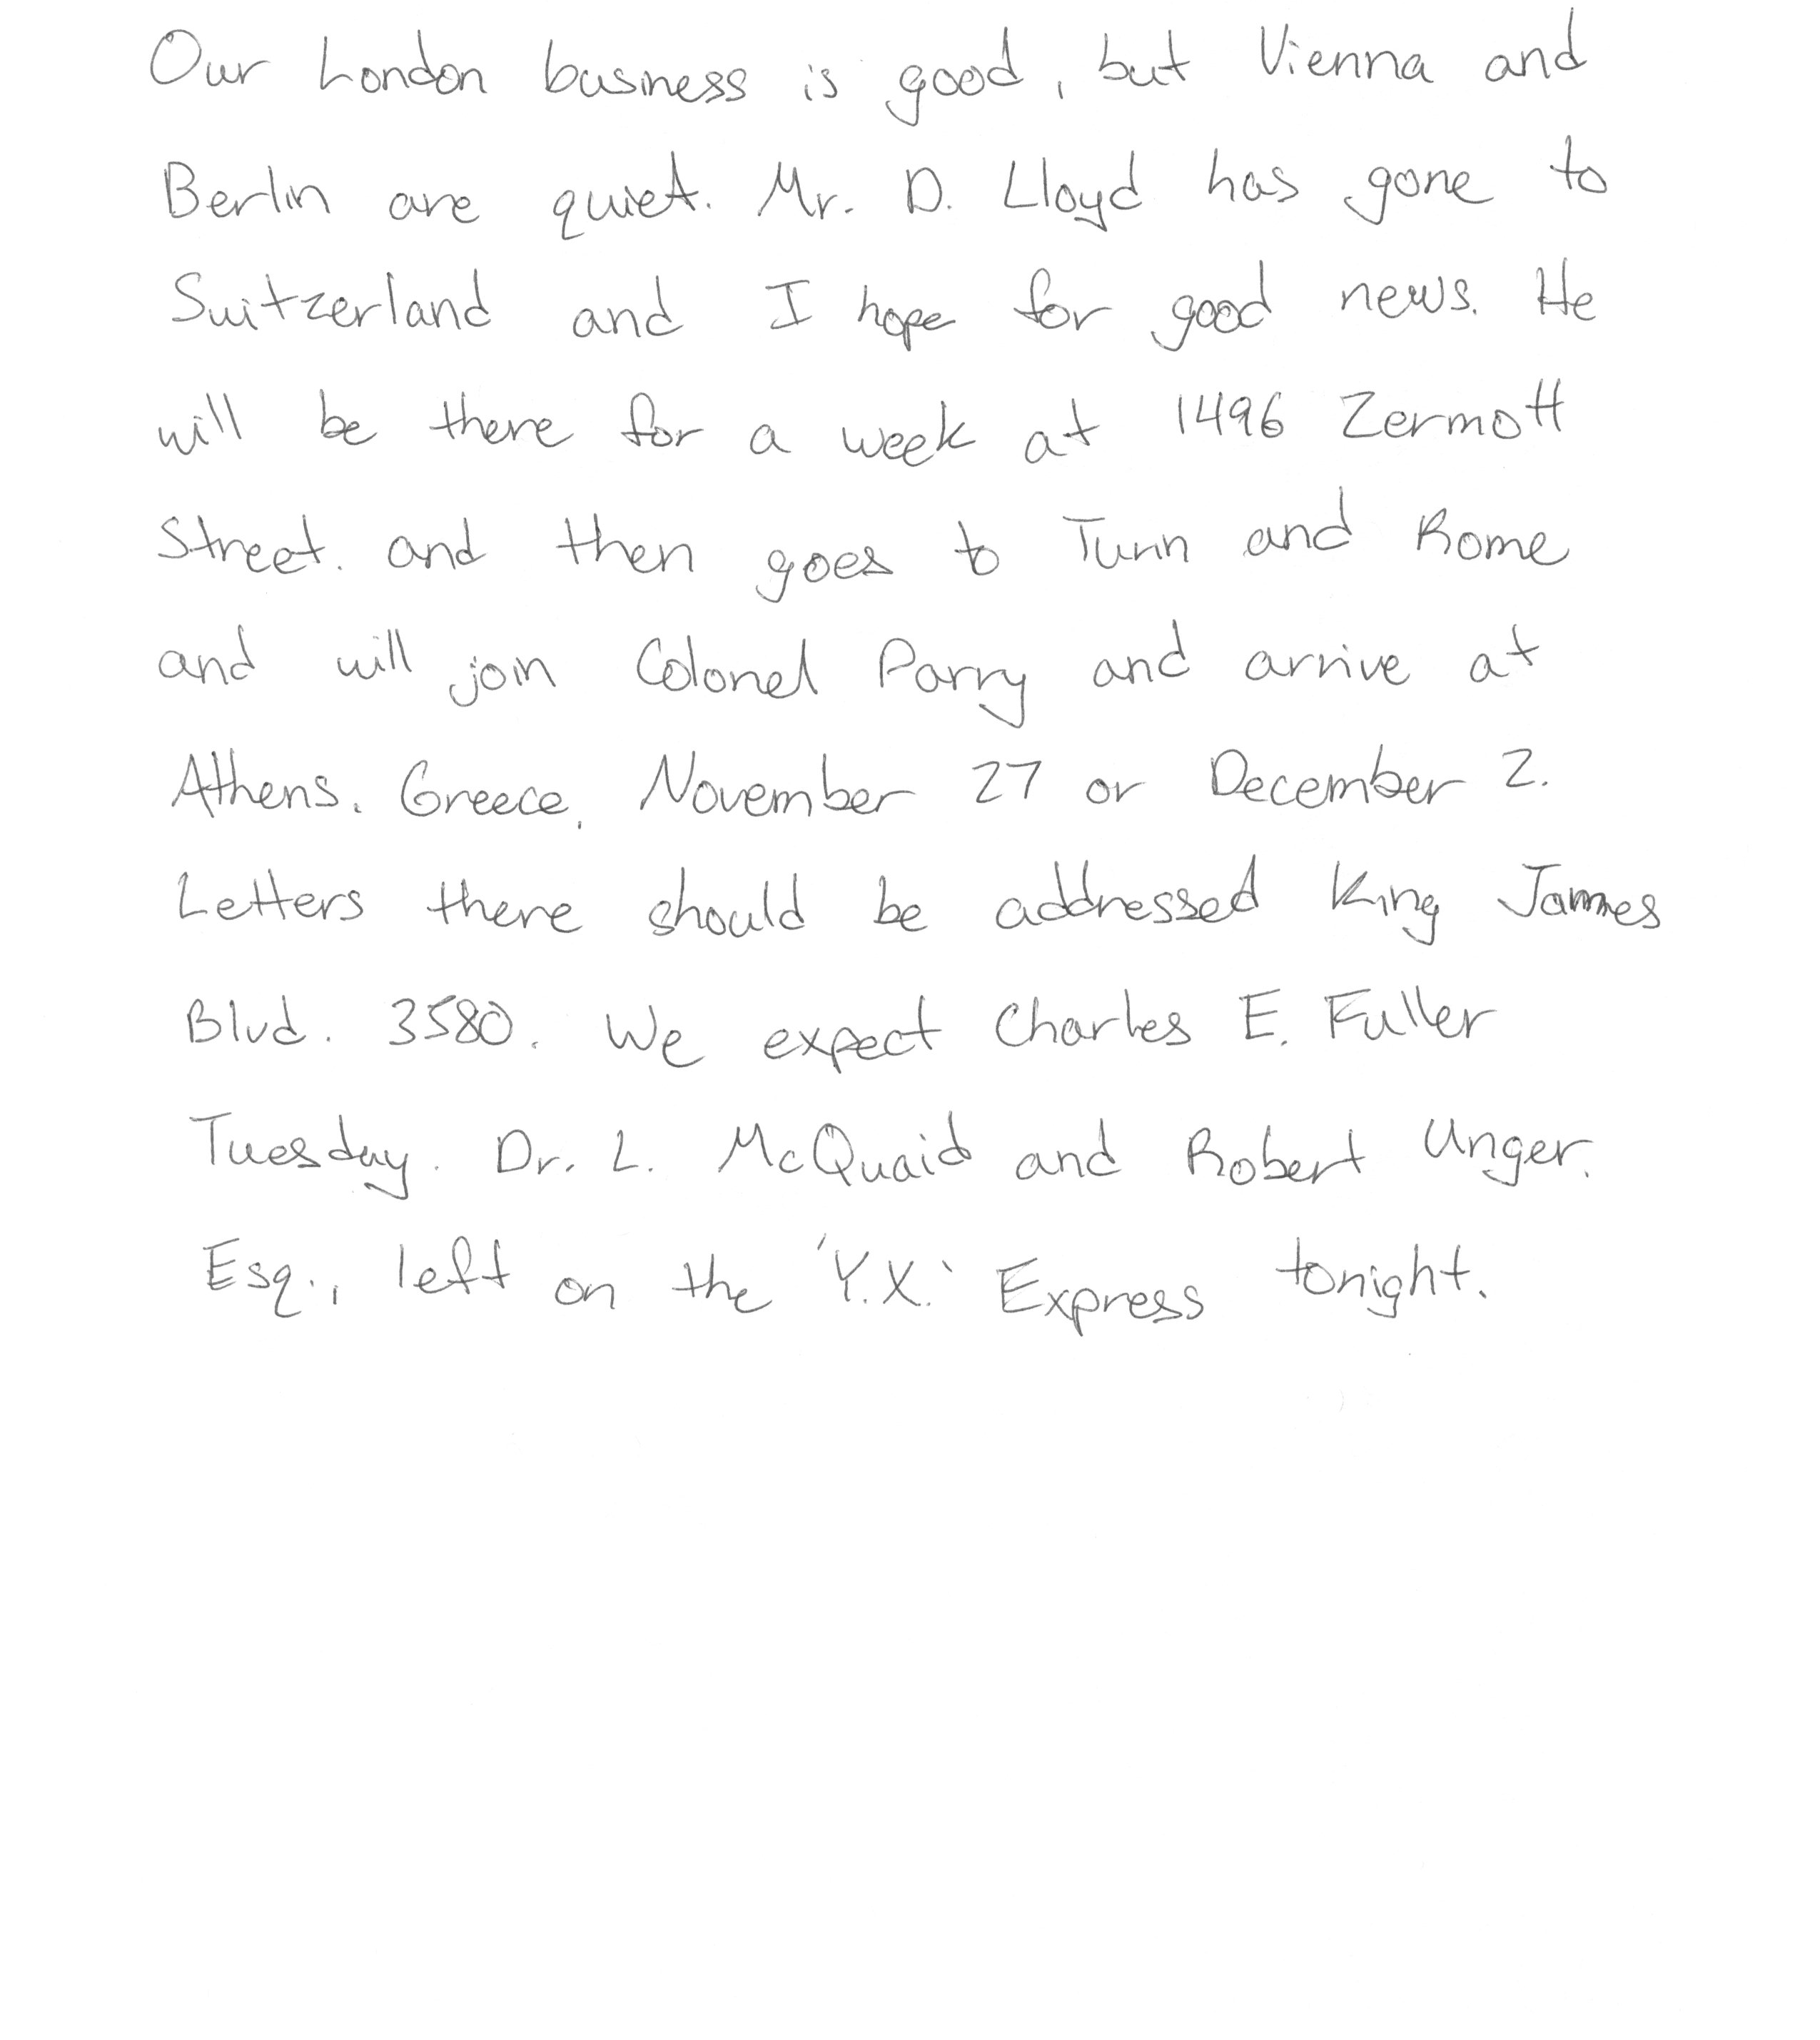 Our London business is good, but Vienna and
Berlin are quiet. Mr. D. Lloyd has gone to
Switzerland and I hope for good news. He
will be there for a week at 1496 Zermott
Street. and then goes to Turin and Rome
and will join Colonel Parry and arrive at
Athens. Greece, November 27 or December 2.
Letters there should be addressed King James
Blvd. 3580. We expect Charles E. Fuller
Tuesday. Dr. L. McQuaid and Robert Unger.
Esq., left on the 'Y.X.' Express tonight.